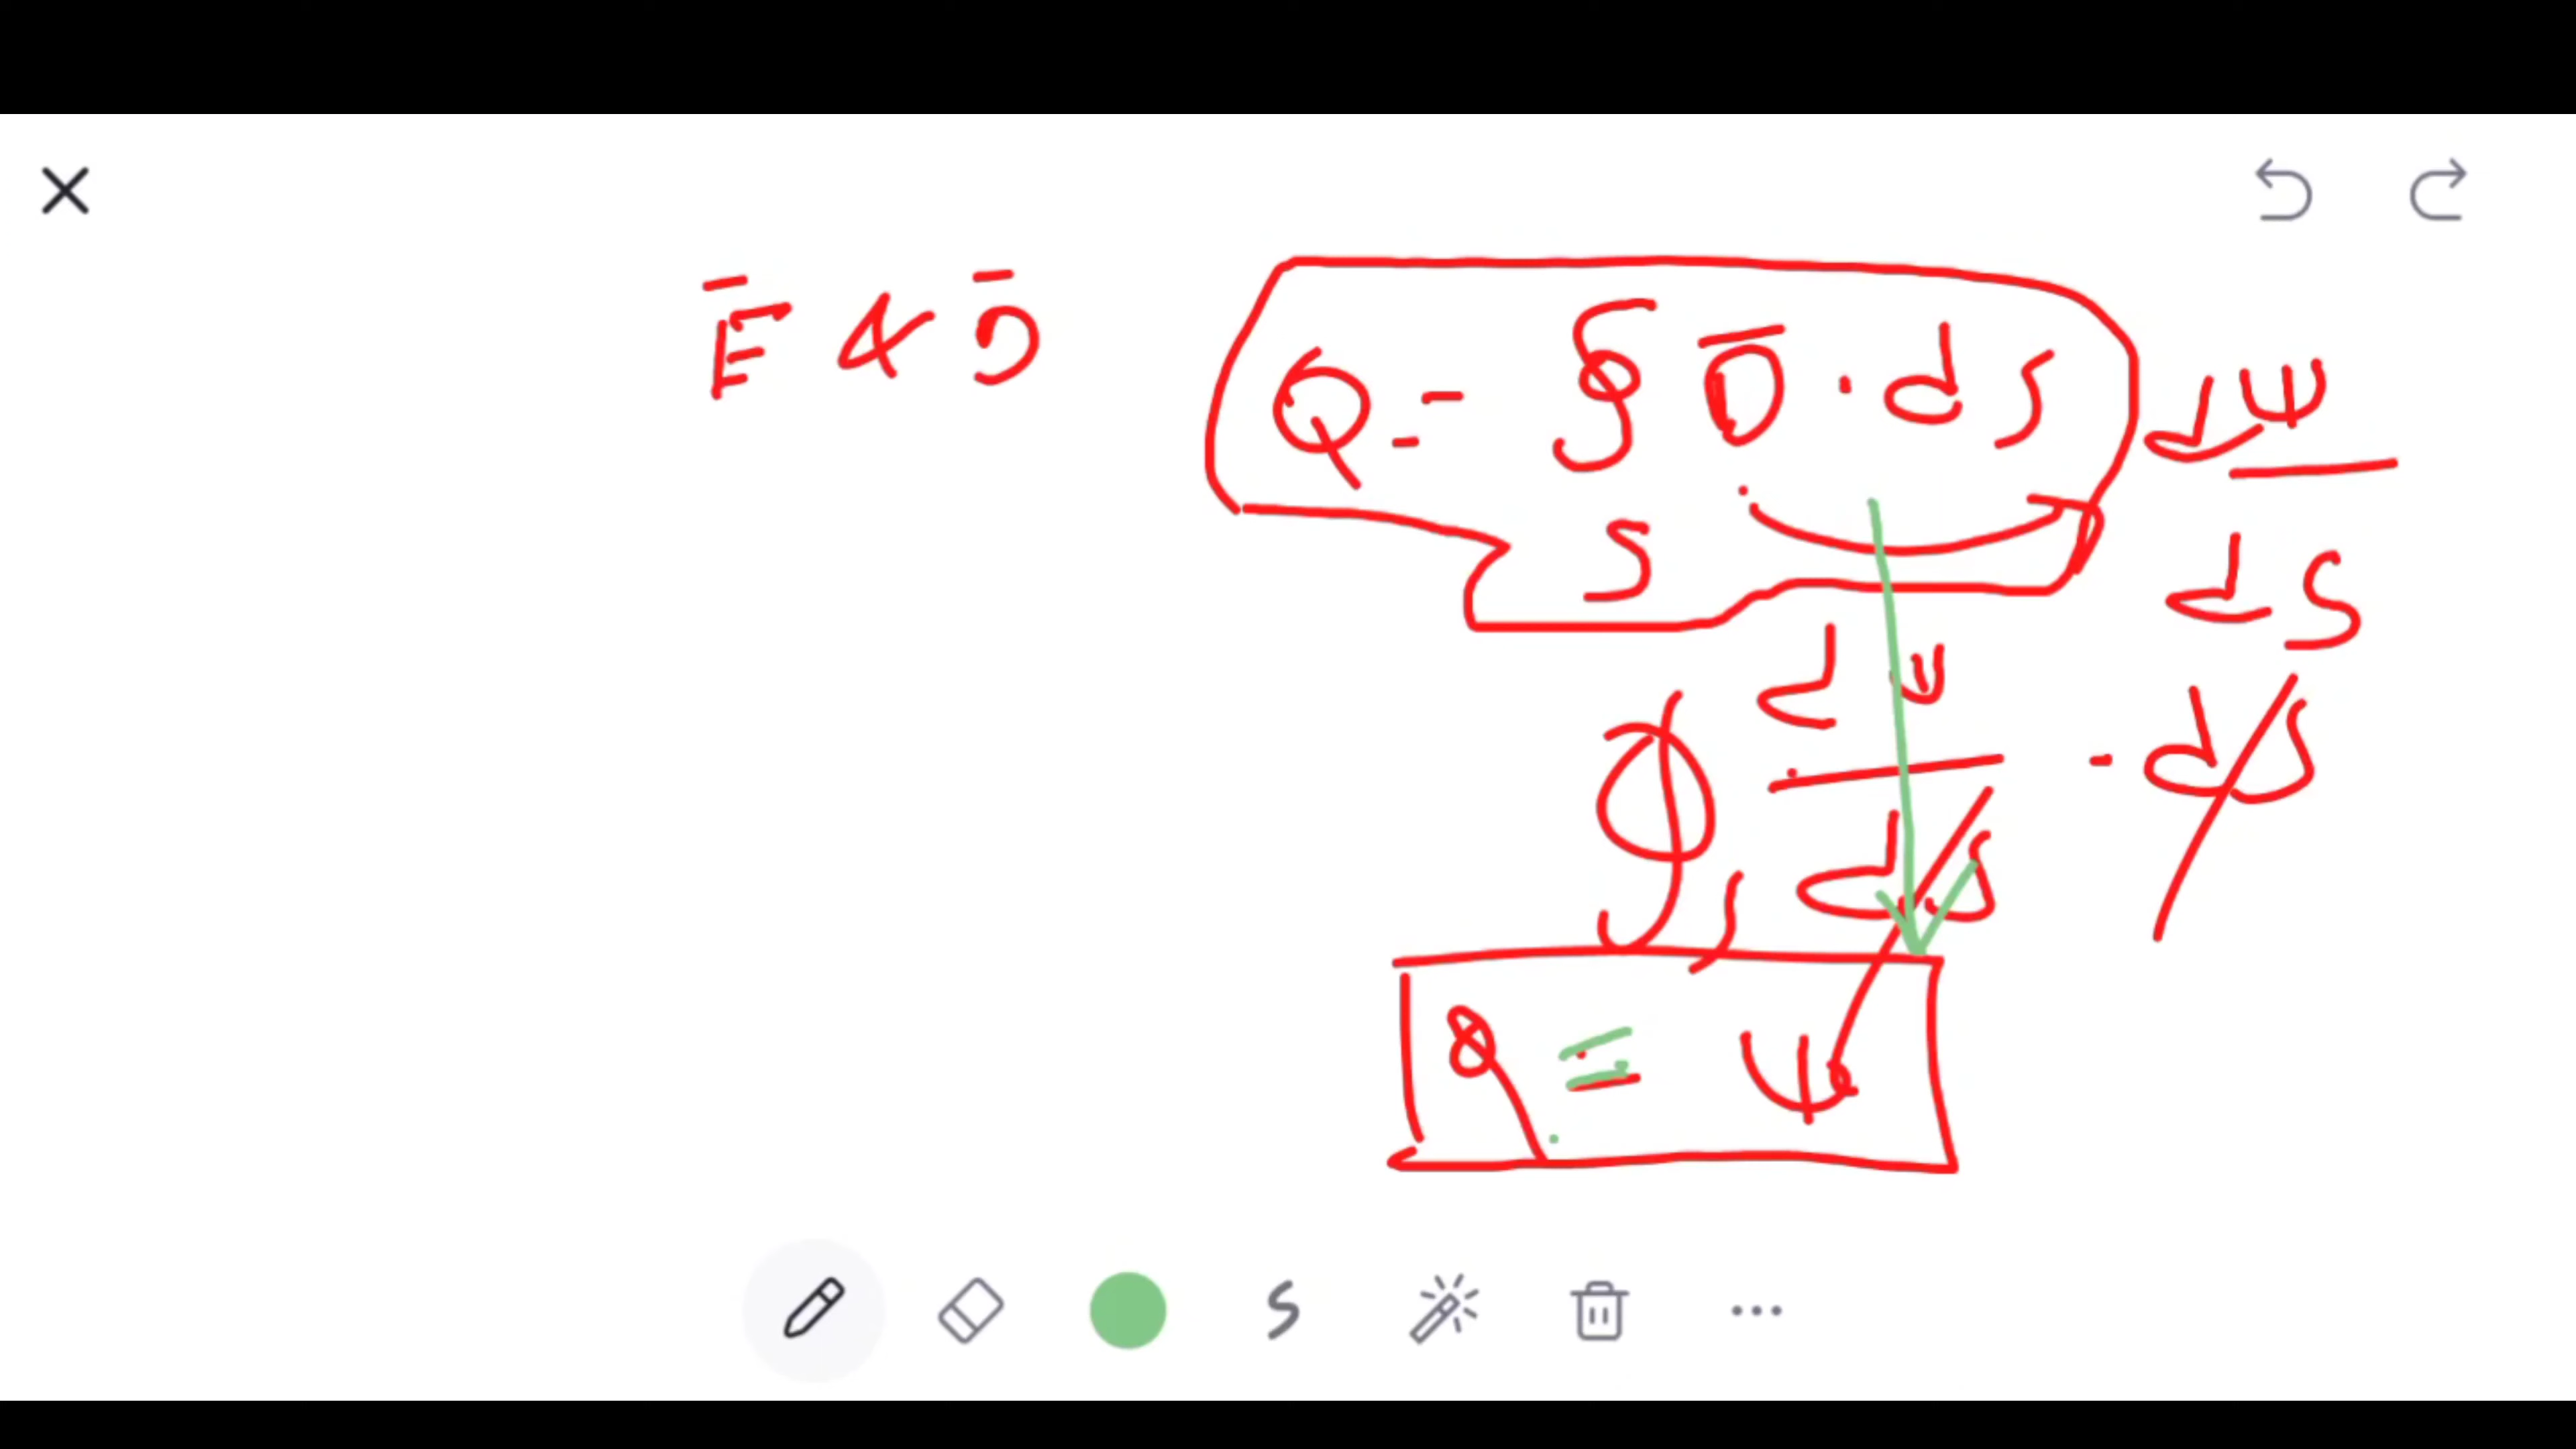 E̅ & D̅
Q = ∮ D̅ · dS
S
dψ
dS
∮ dψ · dS
S dS
Q = ψ